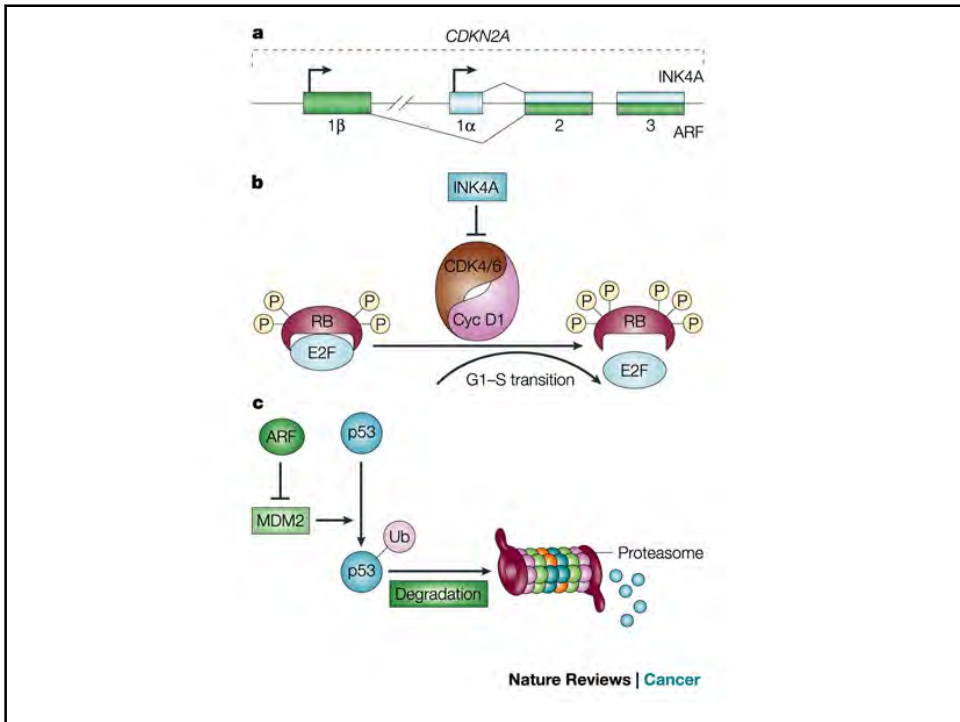 a
CDKN2A
INK4A
1β
1α
2
3
ARF
b
INK4A
CDK4/6
Cyc D1
P
P
P
P
RB
E2F
P
P
P
P
P
P
RB
E2F
G1–S transition
c
ARF
p53
MDM2
Ub
p53
Degradation
Proteasome
Nature Reviews | Cancer